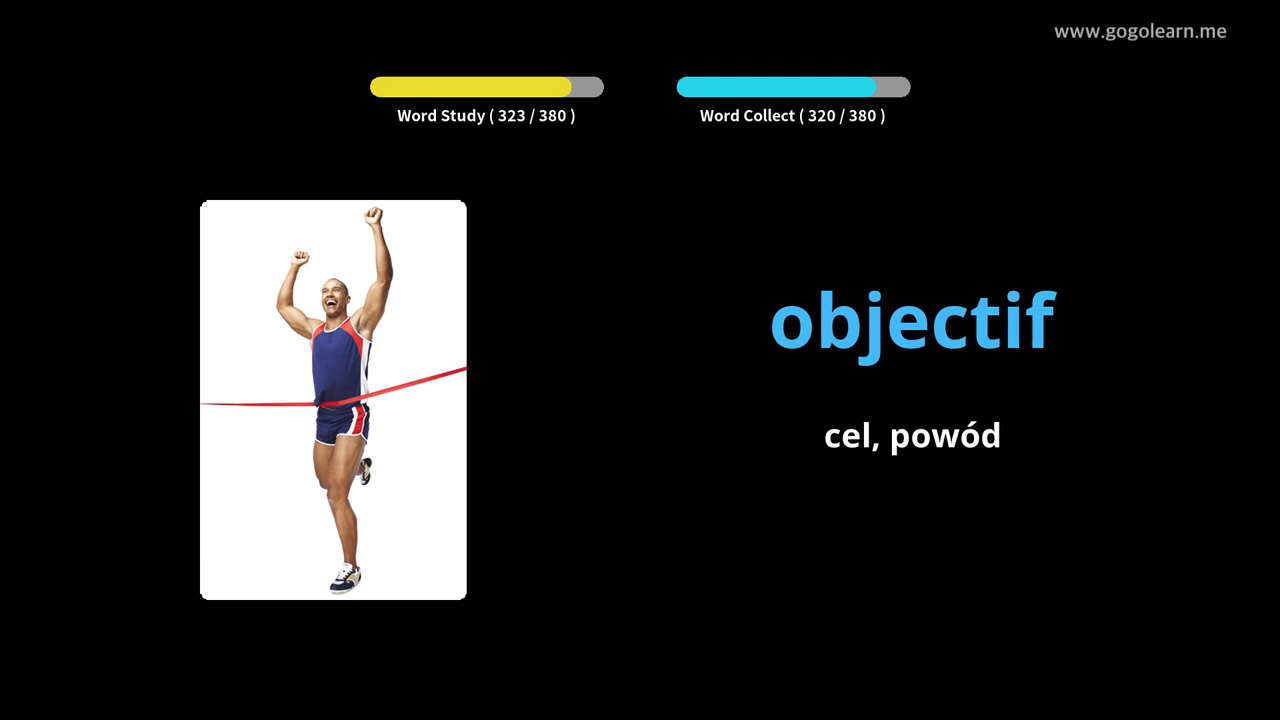 www.gogolearn.me
Word Study ( 323 / 380 )
Word Collect ( 320 / 380 )
objectif
cel, powód